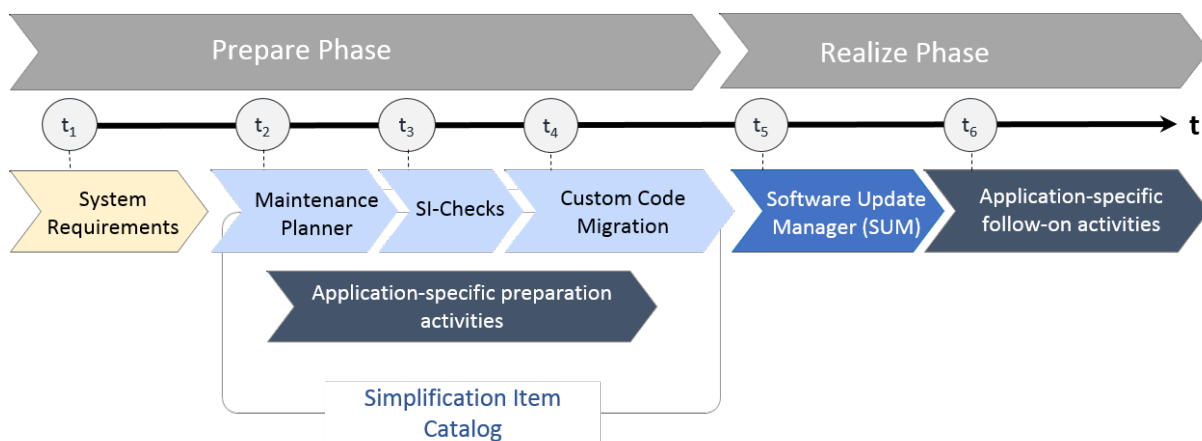 Prepare Phase
Realize Phase
t1
t2
t3
t4
t5
t6
t
System
Requirements
Maintenance
Planner
SI-Checks
Custom Code
Migration
Software Update
Manager (SUM)
Application-specific
follow-on activities
Application-specific preparation
activities
Simplification Item
Catalog